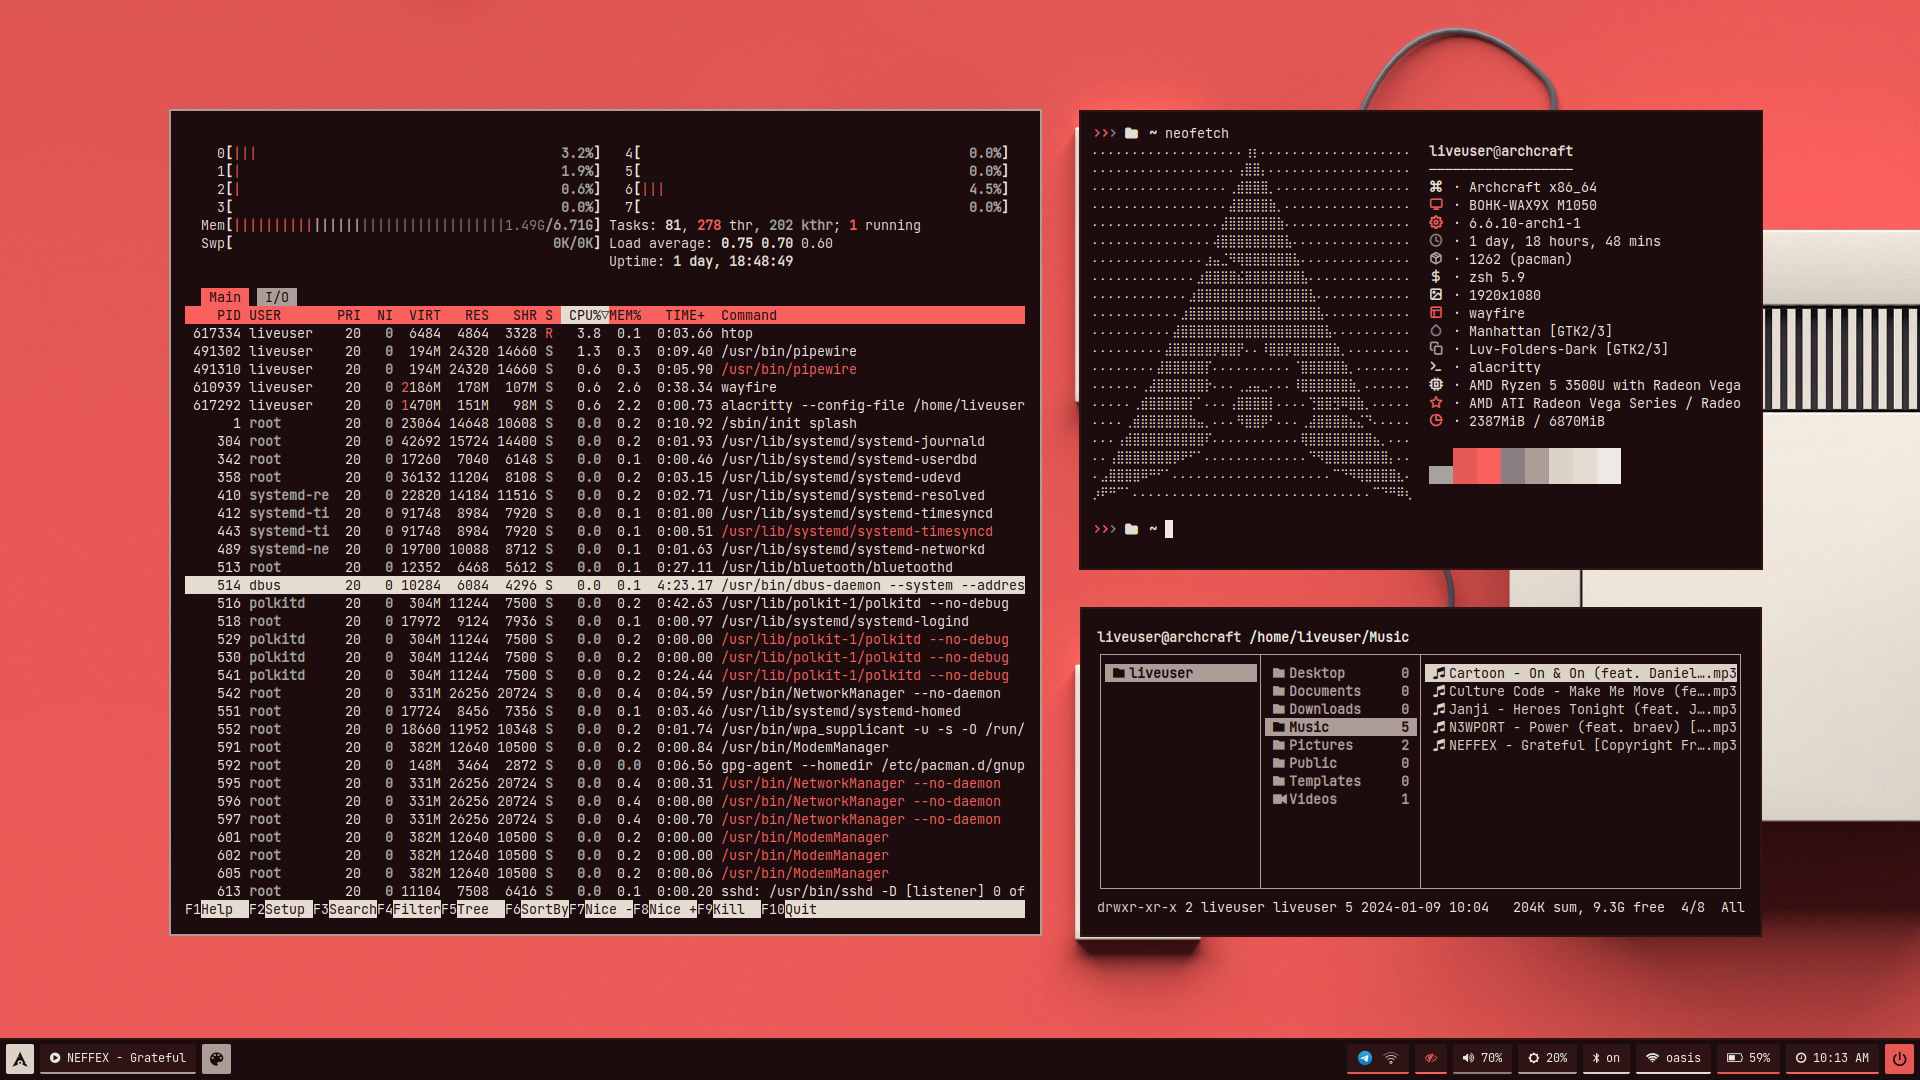 0[||| 3.2%] 4[ 0.0%]
1[| 1.9%] 5[ 0.0%]
2[| 0.6%] 6[||| 4.5%]
3[ 0.0%] 7[ 0.0%]
Mem[||||||||||||||||||||||||||||||||||1.49G/6.71G] Tasks: 81, 278 thr, 202 kthr; 1 running
Swp[ 0K/0K] Load average: 0.75 0.70 0.60
Uptime: 1 day, 18:48:49
Main I/O
PID USER PRI NI VIRT RES SHR S CPU%▽MEM% TIME+ Command
617334 liveuser 20 0 6484 4864 3328 R 3.8 0.1 0:03.66 htop
491302 liveuser 20 0 194M 24320 14660 S 1.3 0.3 0:09.40 /usr/bin/pipewire
491310 liveuser 20 0 194M 24320 14660 S 0.6 0.3 0:05.90 /usr/bin/pipewire
610939 liveuser 20 0 2186M 178M 107M S 0.6 2.6 0:38.34 wayfire
617292 liveuser 20 0 1470M 151M 98M S 0.6 2.2 0:00.73 alacritty --config-file /home/liveuser
1 root 20 0 23064 14648 10608 S 0.0 0.2 0:10.92 /sbin/init splash
304 root 20 0 42692 15724 14400 S 0.0 0.2 0:01.93 /usr/lib/systemd/systemd-journald
342 root 20 0 17260 7040 6148 S 0.0 0.1 0:00.46 /usr/lib/systemd/systemd-userdbd
358 root 20 0 36132 11204 8108 S 0.0 0.2 0:03.15 /usr/lib/systemd/systemd-udevd
410 systemd-re 20 0 22820 14184 11516 S 0.0 0.2 0:02.71 /usr/lib/systemd/systemd-resolved
412 systemd-ti 20 0 91748 8984 7920 S 0.0 0.1 0:01.00 /usr/lib/systemd/systemd-timesyncd
443 systemd-ti 20 0 91748 8984 7920 S 0.0 0.1 0:00.51 /usr/lib/systemd/systemd-timesyncd
489 systemd-ne 20 0 19700 10088 8712 S 0.0 0.1 0:01.63 /usr/lib/systemd/systemd-networkd
513 root 20 0 12352 6468 5612 S 0.0 0.1 0:27.11 /usr/lib/bluetooth/bluetoothd
514 dbus 20 0 10284 6084 4296 S 0.0 0.1 4:23.17 /usr/bin/dbus-daemon --system --addres
516 polkitd 20 0 304M 11244 7500 S 0.0 0.2 0:42.63 /usr/lib/polkit-1/polkitd --no-debug
518 root 20 0 17972 9124 7936 S 0.0 0.1 0:00.97 /usr/lib/systemd/systemd-logind
529 polkitd 20 0 304M 11244 7500 S 0.0 0.2 0:00.00 /usr/lib/polkit-1/polkitd --no-debug
530 polkitd 20 0 304M 11244 7500 S 0.0 0.2 0:00.00 /usr/lib/polkit-1/polkitd --no-debug
541 polkitd 20 0 304M 11244 7500 S 0.0 0.2 0:24.44 /usr/lib/polkit-1/polkitd --no-debug
542 root 20 0 331M 26256 20724 S 0.0 0.4 0:04.59 /usr/bin/NetworkManager --no-daemon
551 root 20 0 17724 8456 7356 S 0.0 0.1 0:03.46 /usr/lib/systemd/systemd-homed
552 root 20 0 18660 11952 10348 S 0.0 0.2 0:01.74 /usr/bin/wpa_supplicant -u -s -O /run/
591 root 20 0 382M 12640 10500 S 0.0 0.2 0:00.84 /usr/bin/ModemManager
592 root 20 0 148M 3464 2872 S 0.0 0.0 0:06.56 gpg-agent --homedir /etc/pacman.d/gnup
595 root 20 0 331M 26256 20724 S 0.0 0.4 0:00.31 /usr/bin/NetworkManager --no-daemon
596 root 20 0 331M 26256 20724 S 0.0 0.4 0:00.00 /usr/bin/NetworkManager --no-daemon
597 root 20 0 331M 26256 20724 S 0.0 0.4 0:00.70 /usr/bin/NetworkManager --no-daemon
601 root 20 0 382M 12640 10500 S 0.0 0.2 0:00.00 /usr/bin/ModemManager
602 root 20 0 382M 12640 10500 S 0.0 0.2 0:00.00 /usr/bin/ModemManager
605 root 20 0 382M 12640 10500 S 0.0 0.2 0:00.06 /usr/bin/ModemManager
613 root 20 0 11104 7508 6416 S 0.0 0.1 0:00.20 sshd: /usr/bin/sshd -D [listener] 0 of
F1Help F2Setup F3SearchF4FilterF5Tree F6SortByF7Nice -F8Nice +F9Kill F10Quit
~ neofetch
liveuser@archcraft
· Archcraft x86_64
· BOHK-WAX9X M1050
· 6.6.10-arch1-1
· 1 day, 18 hours, 48 mins
· 1262 (pacman)
· zsh 5.9
· 1920x1080
· wayfire
· Manhattan [GTK2/3]
· Luv-Folders-Dark [GTK2/3]
· alacritty
· AMD Ryzen 5 3500U with Radeon Vega
· AMD ATI Radeon Vega Series / Radeo
· 2387MiB / 6870MiB
~
liveuser@archcraft /home/liveuser/Music
liveuser
Desktop 0
Documents 0
Downloads 0
Music 5
Pictures 2
Public 0
Templates 0
Videos 1
Cartoon - On & On (feat. Daniel….mp3
Culture Code - Make Me Move (fe….mp3
Janji - Heroes Tonight (feat. J….mp3
N3WPORT - Power (feat. braev) […​.mp3
NEFFEX - Grateful [Copyright Fr….mp3
drwxr-xr-x 2 liveuser liveuser 5 2024-01-09 10:04 204K sum, 9.3G free 4/8 All
NEFFEX - Grateful
70%
20%
on
oasis
59%
10:13 AM